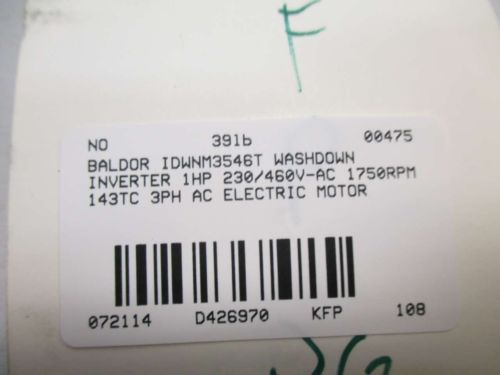 F
NO 391b 00475
BALDOR IDWNM3546T WASHDOWN
INVERTER 1HP 230/460V-AC 1750RPM
143TC 3PH AC ELECTRIC MOTOR
072114 D426970 KFP 108